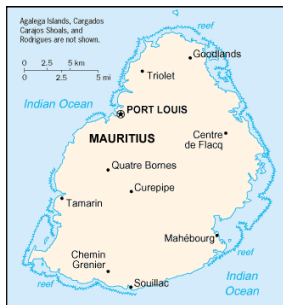 Agalega Islands, Cargados
Carajos Shoals, and
Rodrigues are not shown.
0 2.5 5 km
0 2.5 5 mi
reef
Goodlands
Triolet
Indian Ocean
PORT LOUIS
MAURITIUS
Centre
de Flacq
Quatre Bornes
Curepipe
Tamarin
Mahébourg
reef
Chemin
Grenier
Souillac
Indian
Ocean
reef